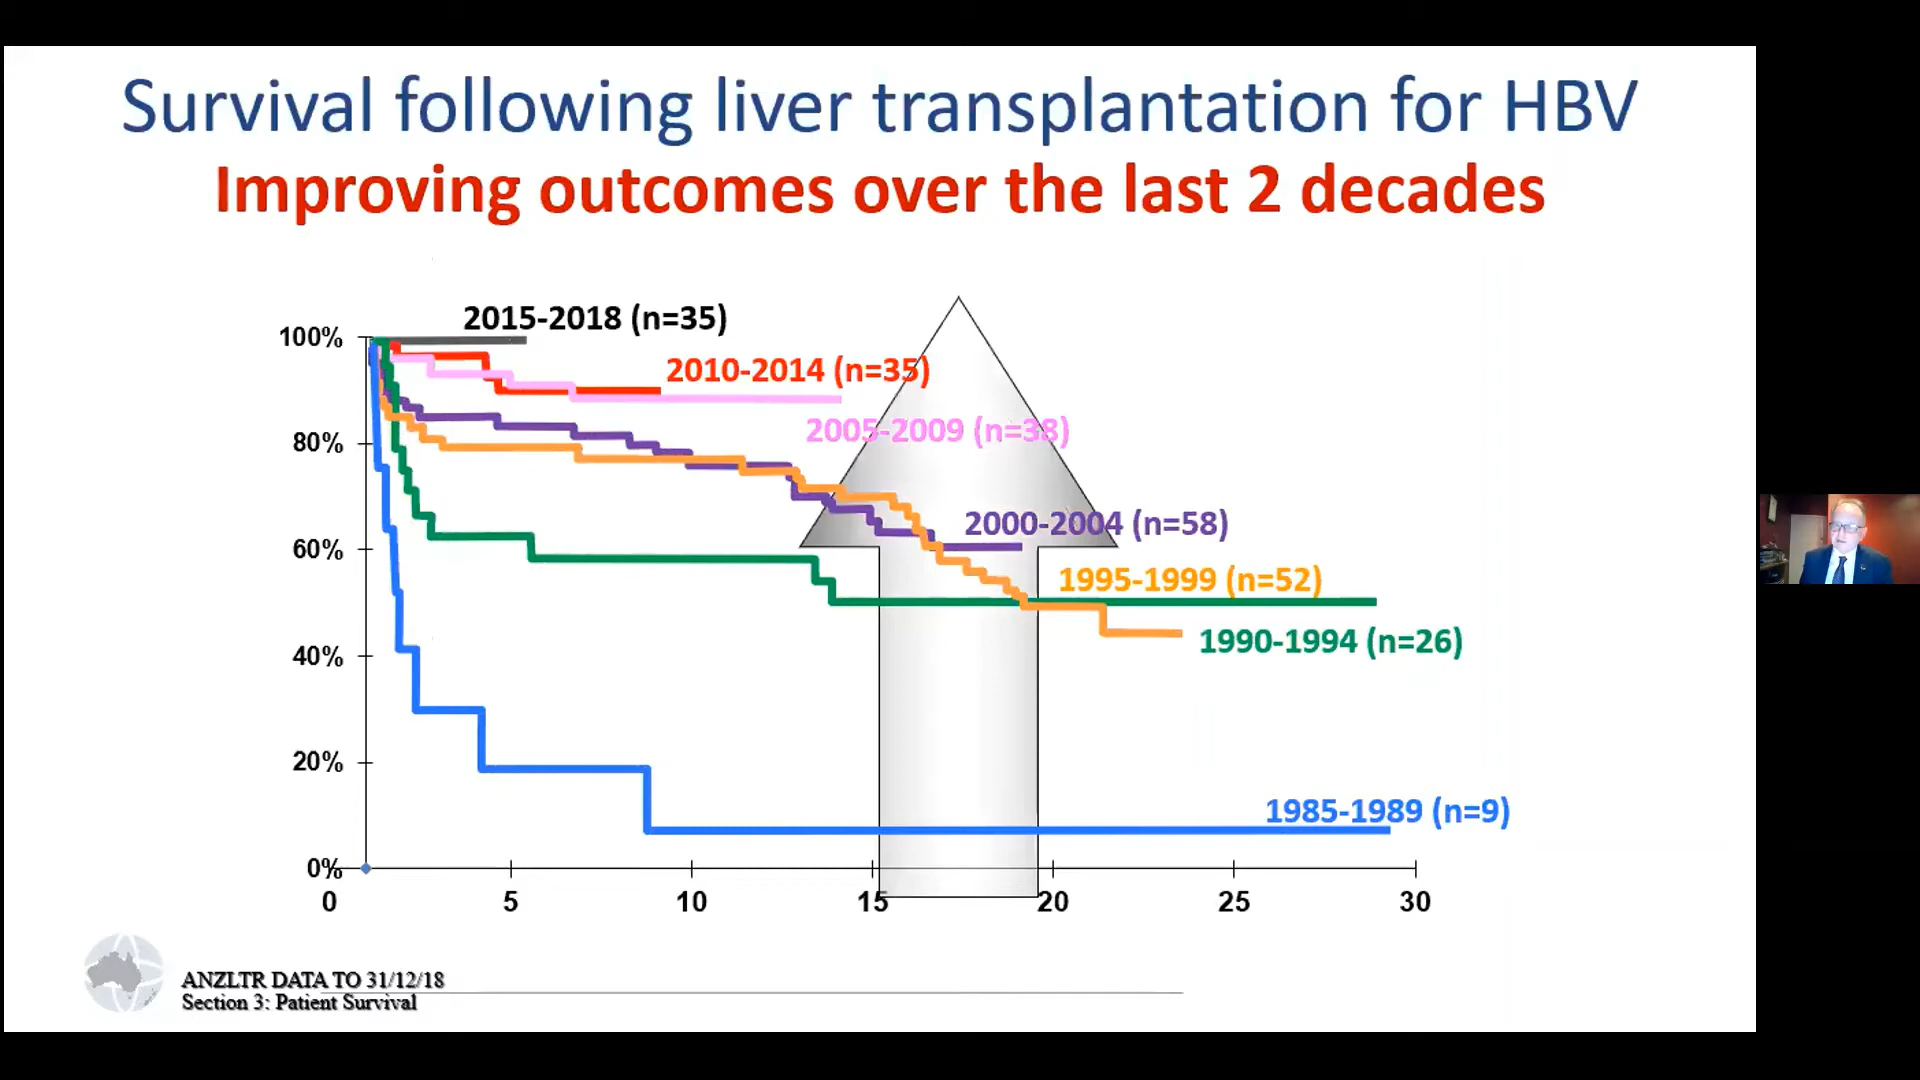 Survival following liver transplantation for HBV
Improving outcomes over the last 2 decades
2015-2018 (n=35)
100%
2010-2014 (n=35)
2005-2009 (n=38)
80%
2000-2004 (n=58)
60%
1995-1999 (n=52)
1990-1994 (n=26)
40%
20%
1985-1989 (n=9)
0%
0 5 10 15 20 25 30
ANZLTR DATA TO 31/12/18
Section 3: Patient Survival